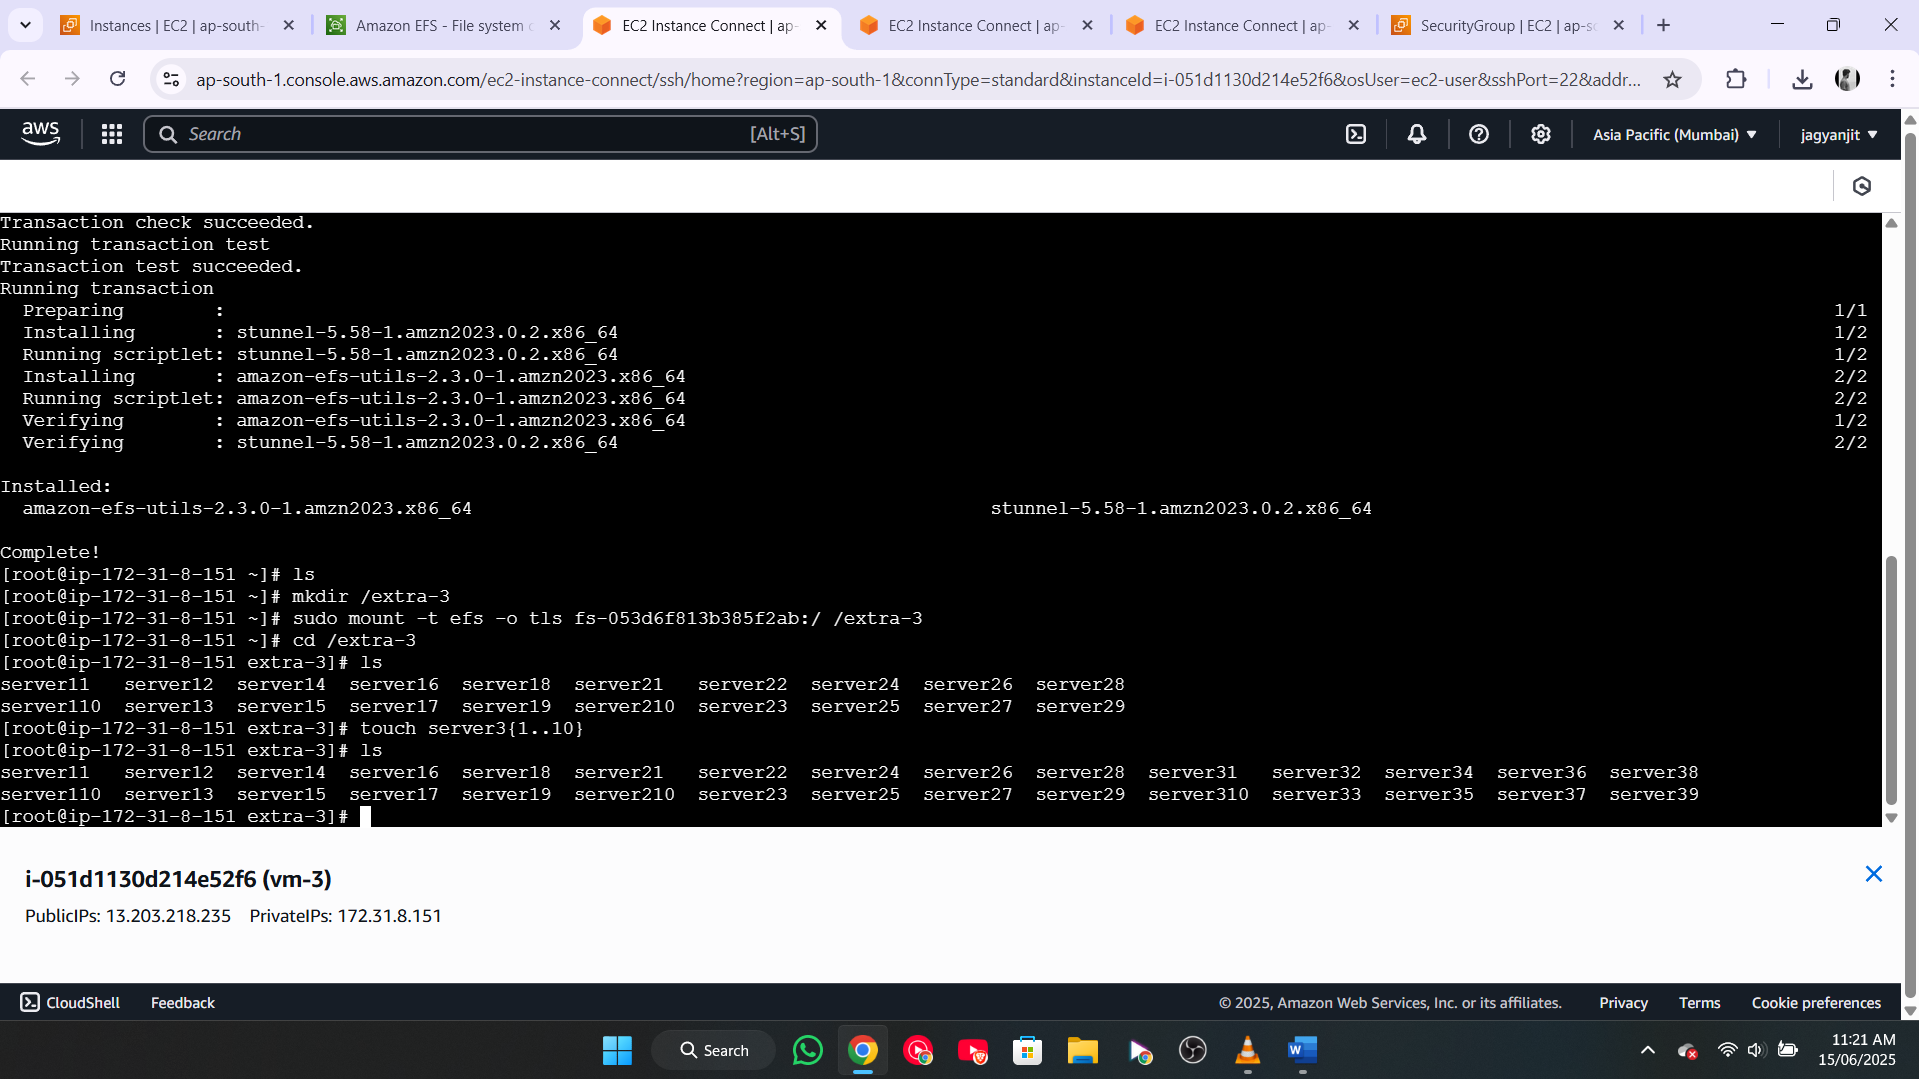 Instances | EC2 | ap-south-
Amazon EFS - File system
EC2 Instance Connect | ap-
EC2 Instance Connect | ap-
EC2 Instance Connect | ap-
SecurityGroup | EC2 | ap-so
ap-south-1.console.aws.amazon.com/ec2-instance-connect/ssh/home?region=ap-south-1&connType=standard&instanceId=i-051d1130d214e52f6&osUser=ec2-user&sshPort=22&addr...
aws
Search
[Alt+S]
Asia Pacific (Mumbai)
jagyanjit
Transaction check succeeded.
Running transaction test
Transaction test succeeded.
Running transaction
Preparing : 1/1
Installing : stunnel-5.58-1.amzn2023.0.2.x86_64 1/2
Running scriptlet: stunnel-5.58-1.amzn2023.0.2.x86_64 1/2
Installing : amazon-efs-utils-2.3.0-1.amzn2023.x86_64 2/2
Running scriptlet: amazon-efs-utils-2.3.0-1.amzn2023.x86_64 2/2
Verifying : amazon-efs-utils-2.3.0-1.amzn2023.x86_64 1/2
Verifying : stunnel-5.58-1.amzn2023.0.2.x86_64 2/2
Installed:
amazon-efs-utils-2.3.0-1.amzn2023.x86_64 stunnel-5.58-1.amzn2023.0.2.x86_64
Complete!
[root@ip-172-31-8-151 ~]# ls
[root@ip-172-31-8-151 ~]# mkdir /extra-3
[root@ip-172-31-8-151 ~]# sudo mount -t efs -o tls fs-053d6f813b385f2ab:/ /extra-3
[root@ip-172-31-8-151 ~]# cd /extra-3
[root@ip-172-31-8-151 extra-3]# ls
server11 server12 server14 server16 server18 server21 server22 server24 server26 server28
server110 server13 server15 server17 server19 server210 server23 server25 server27 server29
[root@ip-172-31-8-151 extra-3]# touch server3{1..10}
[root@ip-172-31-8-151 extra-3]# ls
server11 server12 server14 server16 server18 server21 server22 server24 server26 server28 server31 server32 server34 server36 server38
server110 server13 server15 server17 server19 server210 server23 server25 server27 server29 server310 server33 server35 server37 server39
[root@ip-172-31-8-151 extra-3]#
i-051d1130d214e52f6 (vm-3)
PublicIPs: 13.203.218.235 PrivateIPs: 172.31.8.151
CloudShell
Feedback
© 2025, Amazon Web Services, Inc. or its affiliates.
Privacy
Terms
Cookie preferences
Search
11:21 AM
15/06/2025